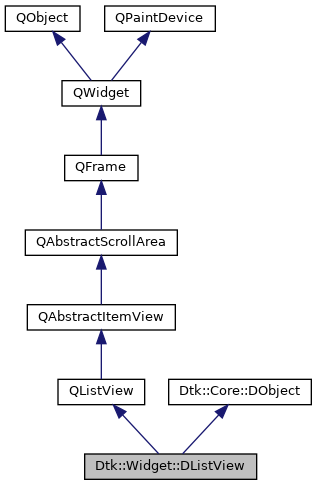 QObject
QPaintDevice
QWidget
QFrame
QAbstractScrollArea
QAbstractItemView
QListView
Dtk::Core::DObject
Dtk::Widget::DListView